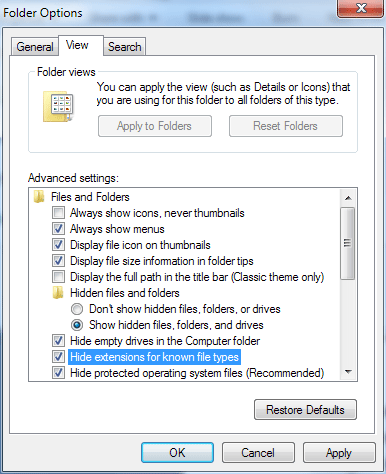 Folder Options
General
View
Search
Folder views
You can apply the view (such as Details or Icons) that
you are using for this folder to all folders of this type.
Apply to Folders
Reset Folders
Advanced settings:
Files and Folders
Always show icons, never thumbnails
Always show menus
Display file icon on thumbnails
Display file size information in folder tips
Display the full path in the title bar (Classic theme only)
Hidden files and folders
Don't show hidden files, folders, or drives
Show hidden files, folders, and drives
Hide empty drives in the Computer folder
Hide extensions for known file types
Hide protected operating system files (Recommended)
Restore Defaults
OK
Cancel
Apply